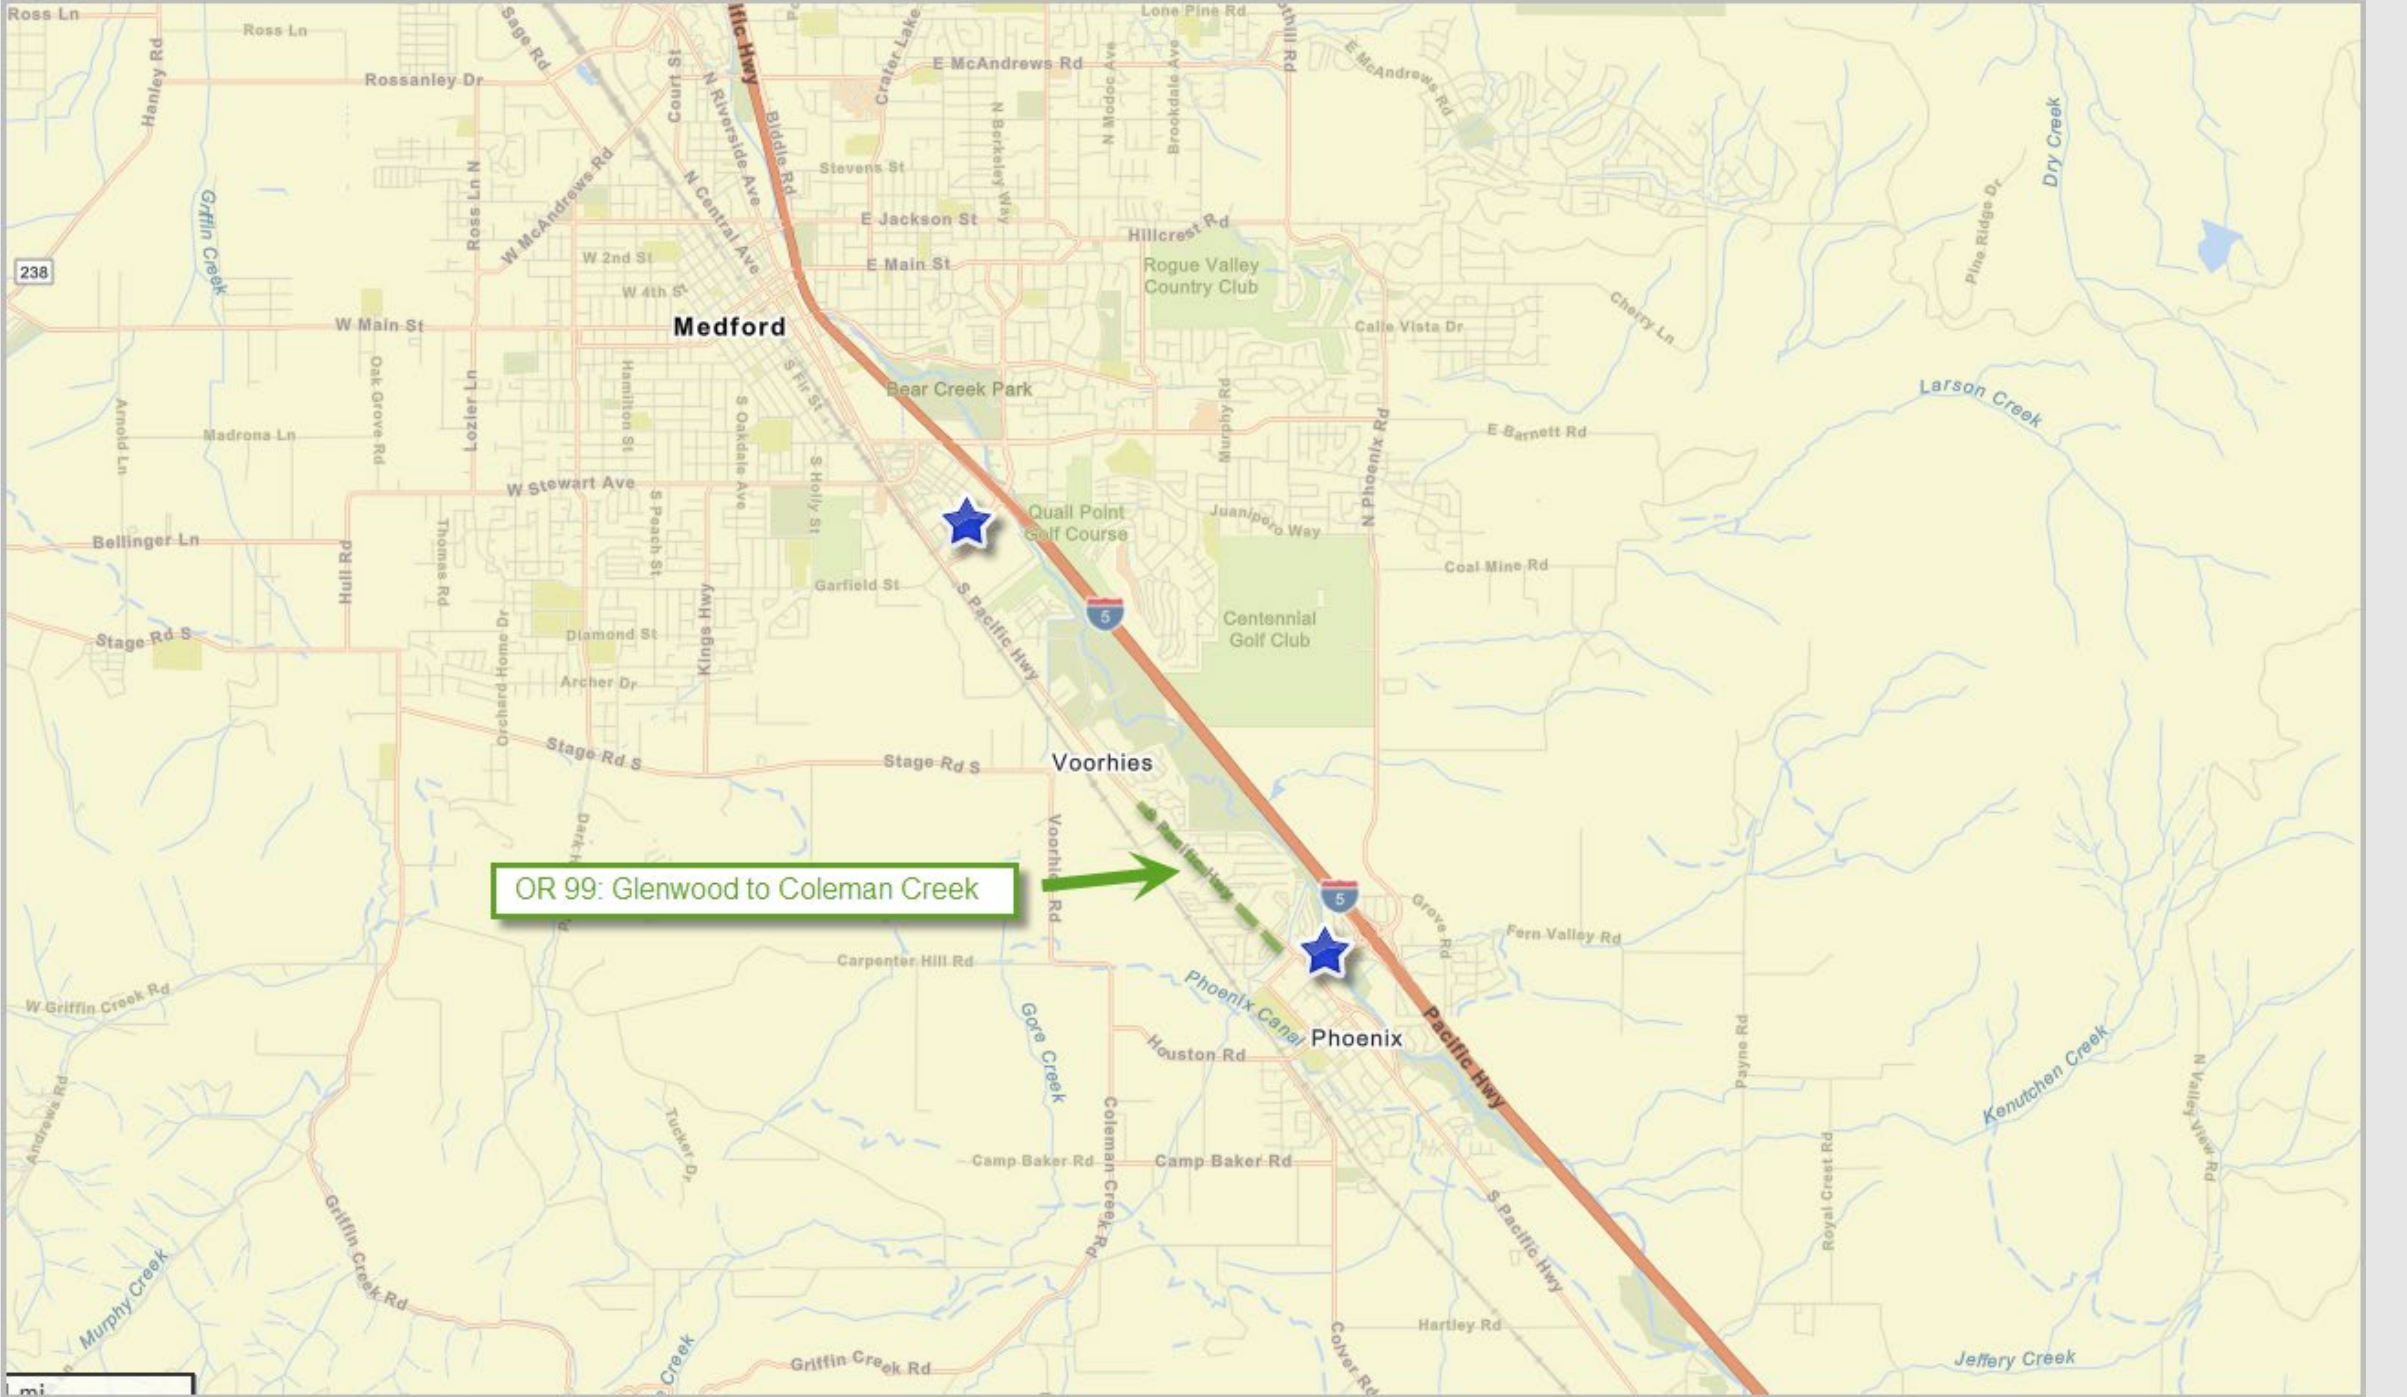 Ross Ln
Ross Ln
Sage Rd
Court St
Crater Lake
Lone Pine Rd
E McAndrews Rd
E McAndrews Rd
Hanley Rd
Rossanley Dr
N Riverside Ave
Biddle Rd
N Modoc Ave
Brookdale Ave
N Berkeley Way
Dry Creek
Griffin Creek
Ross Ln N
W McAndrews Rd
N Central Ave
Stevens St
E Jackson St
Hillcrest Rd
Pine Ridge Dr
238
W 2nd St
E Main St
Rogue Valley
Country Club
W 4th St
Medford
W Main St
Calle Vista Dr
Cherry Ln
Oak Grove Rd
Lozier Ln
Hamilton St
S Fir St
Bear Creek Park
Murphy Rd
Larson Creek
Arnold Ln
Madrona Ln
S Oakdale Ave
N Phoenix Rd
E Barnett Rd
W Stewart Ave
S Holly St
S Peach St
Quail Point
Golf Course
Juanipero Way
Bellinger Ln
Hull Rd
Thomas Rd
Garfield St
S Pacific Hwy
Coal Mine Rd
5
Stage Rd S
Orchard Home Dr
Diamond St
Kings Hwy
Centennial
Golf Club
Archer Dr
Stage Rd S
Stage Rd S
Voorhies
S Pacific Hwy
OR 99: Glenwood to Coleman Creek
5
Grove Rd
Fern Valley Rd
Carpenter Hill Rd
Phoenix Canal
W Griffin Creek Rd
Gore Creek
Houston Rd
Phoenix
Pacific Hwy
Payne Rd
Kenutchen Creek
N Valley View Rd
Andrews Rd
Tucker Dr
Coleman Creek Rd
Camp Baker Rd
Camp Baker Rd
Royal Crest Rd
S Pacific Hwy
Griffin Creek Rd
Murphy Creek
Hartley Rd
Colver Rd
Griffin Creek Rd
Creek
Jeffery Creek
mi